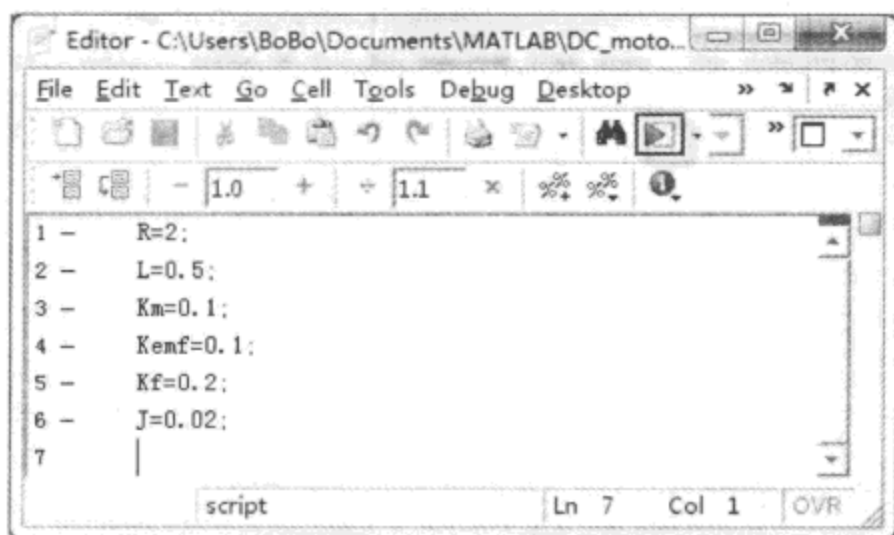 Editor - C:\Users\BoBo\Documents\MATLAB\DC_moto...
File Edit Text Go Cell Tools Debug Desktop
1.0 1.1
1 - R=2;
2 - L=0.5;
3 - Km=0.1;
4 - Kemf=0.1;
5 - Kf=0.2;
6 - J=0.02;
7
script Ln 7 Col 1 OVR